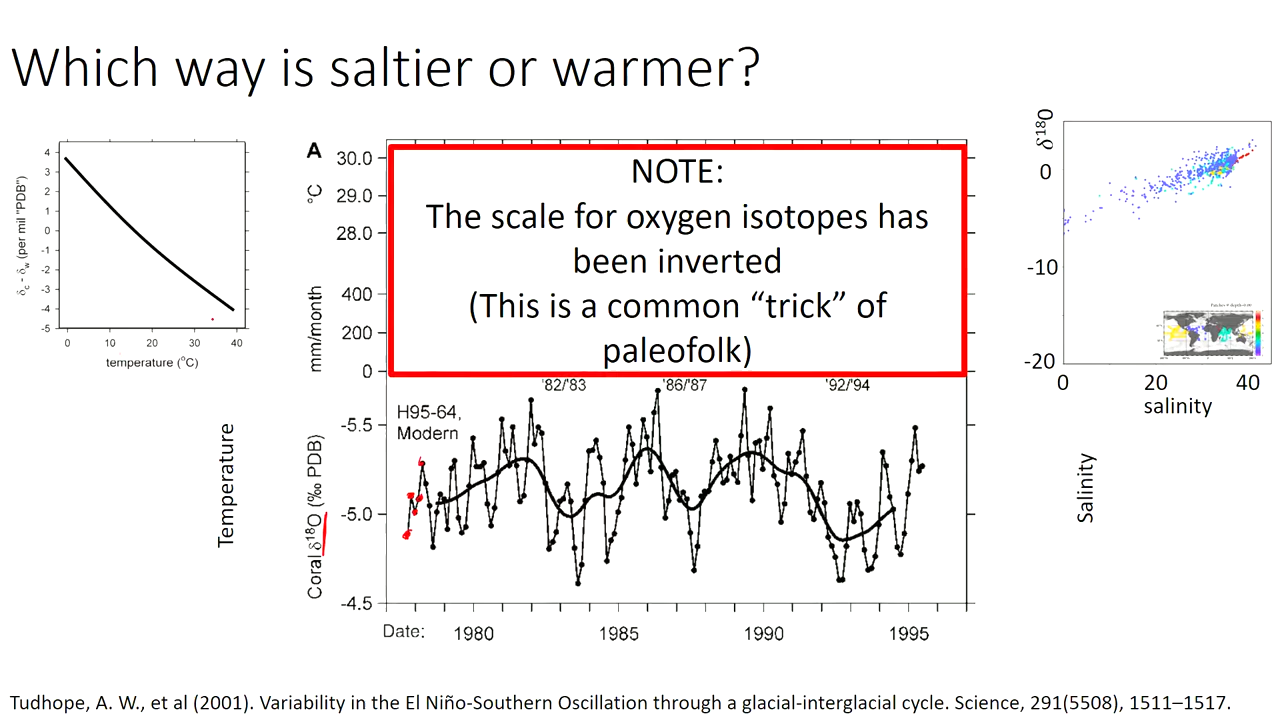 Which way is saltier or warmer?
4
3
2
1
0
-1
-2
-3
-4
-5
δc - δw (per mil "PDB")
0
10
20
30
40
temperature (°C)
Temperature
A
30.0
29.0
28.0
°C
400
200
0
mm/month
NOTE:
The scale for oxygen isotopes has
been inverted
(This is a common “trick” of
paleofolk)
'82/'83
'86/'87
'92/'94
H95-64,
Modern
-5.5
-5.0
-4.5
Coral δ18O (‰ PDB)
Date:
1980
1985
1990
1995
δ18O
0
-10
-20
0
20
40
salinity
Salinity
Tudhope, A. W., et al (2001). Variability in the El Niño-Southern Oscillation through a glacial-interglacial cycle. Science, 291(5508), 1511–1517.